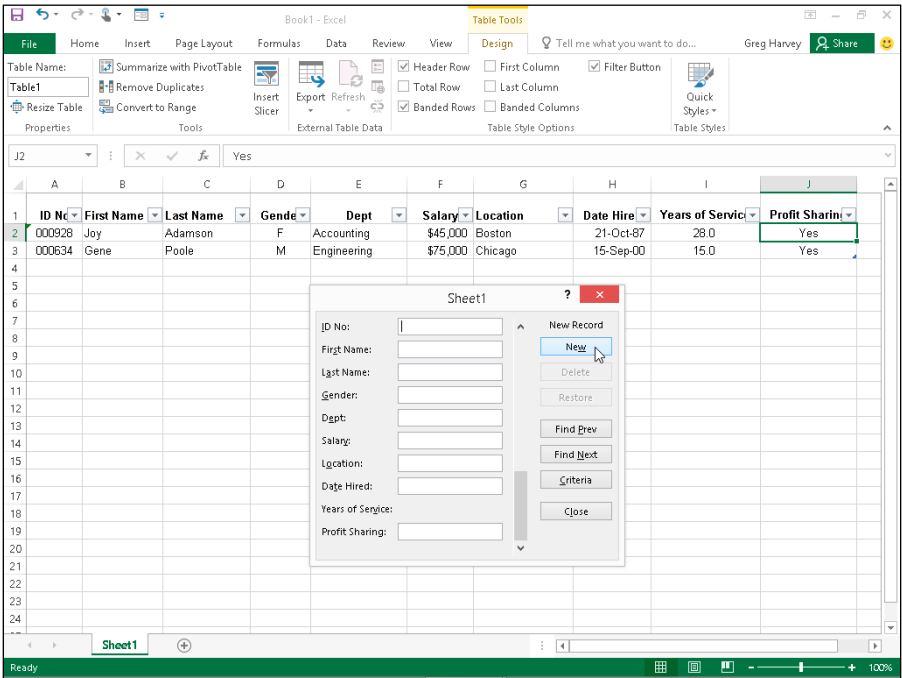 Book1 - Excel
Table Tools
File Home Insert Page Layout Formulas Data Review View Design Tell me what you want to do... Greg Harvey Share
Table Name:
Table1
Resize Table
Properties
Summarize with PivotTable
Remove Duplicates
Convert to Range
Tools
Insert Slicer
Export Refresh
External Table Data
Header Row First Column Filter Button
Total Row Last Column
Banded Rows Banded Columns
Table Style Options
Quick Styles
Table Styles
J2 fx Yes
A B C D E F G H I J
1 ID No First Name Last Name Gende Dept Salary Location Date Hire Years of Servic Profit Sharin
2 000928 Joy Adamson F Accounting $45,000 Boston 21-Oct-87 28.0 Yes
3 000634 Gene Poole M Engineering $75,000 Chicago 15-Sep-00 15.0 Yes
4
5
6
7
8
9
10
11
12
13
14
15
16
17
18
19
20
21
22
23
24
Sheet1 ?
ID No:
First Name:
Last Name:
Gender:
Dept:
Salary:
Location:
Date Hired:
Years of Service:
Profit Sharing:
New Record
New
Delete
Restore
Find Prev
Find Next
Criteria
Close
Sheet1
Ready 100%